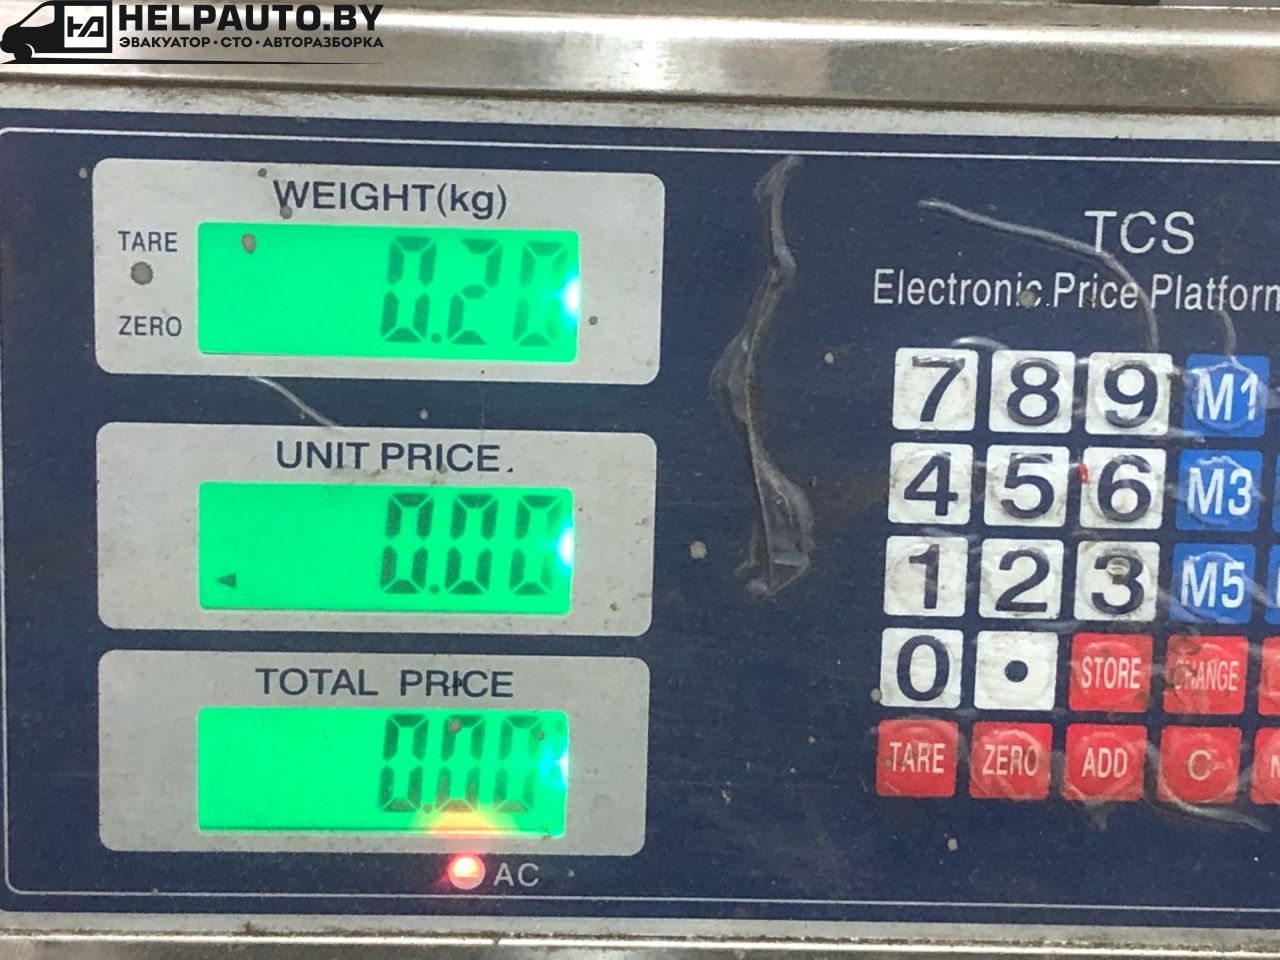 HELPAUTO.BY
ЭВАКУАТОР·СТО·АВТОРАЗБОРКА
WEIGHT(kg)
TARE
ZERO
0.20
UNIT PRICE
0.00
TOTAL PRICE
0.00
AC
TCS
Electronic Price Platform
7 8 9 M1
4 5 6 M3
1 2 3 M5
0 . STORE CHANGE
TARE ZERO ADD C